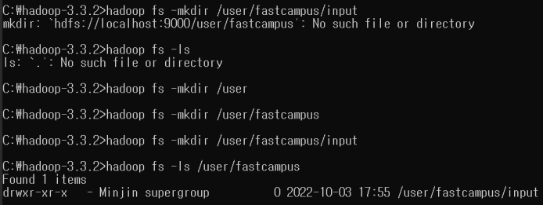 C:₩hadoop-3.3.2>hadoop fs -mkdir /user/fastcampus/input
mkdir: `hdfs://localhost:9000/user/fastcampus': No such file or directory
C:₩hadoop-3.3.2>hadoop fs -ls
ls: `.': No such file or directory
C:₩hadoop-3.3.2>hadoop fs -mkdir /user
C:₩hadoop-3.3.2>hadoop fs -mkdir /user/fastcampus
C:₩hadoop-3.3.2>hadoop fs -mkdir /user/fastcampus/input
C:₩hadoop-3.3.2>hadoop fs -ls /user/fastcampus
Found 1 items
drwxr-xr-x   - Minjin supergroup          0 2022-10-03 17:55 /user/fastcampus/input